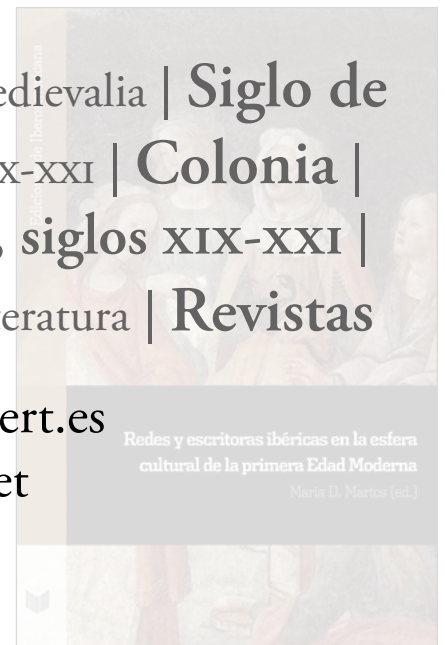 edievalia | Siglo de
x-xxi | Colonia |
, siglos xix-xxi |
eratura | Revistas
ert.es
et
Redes y escritoras ibéricas en la esfera
cultural de la primera Edad Moderna
María D. Martos (ed.)